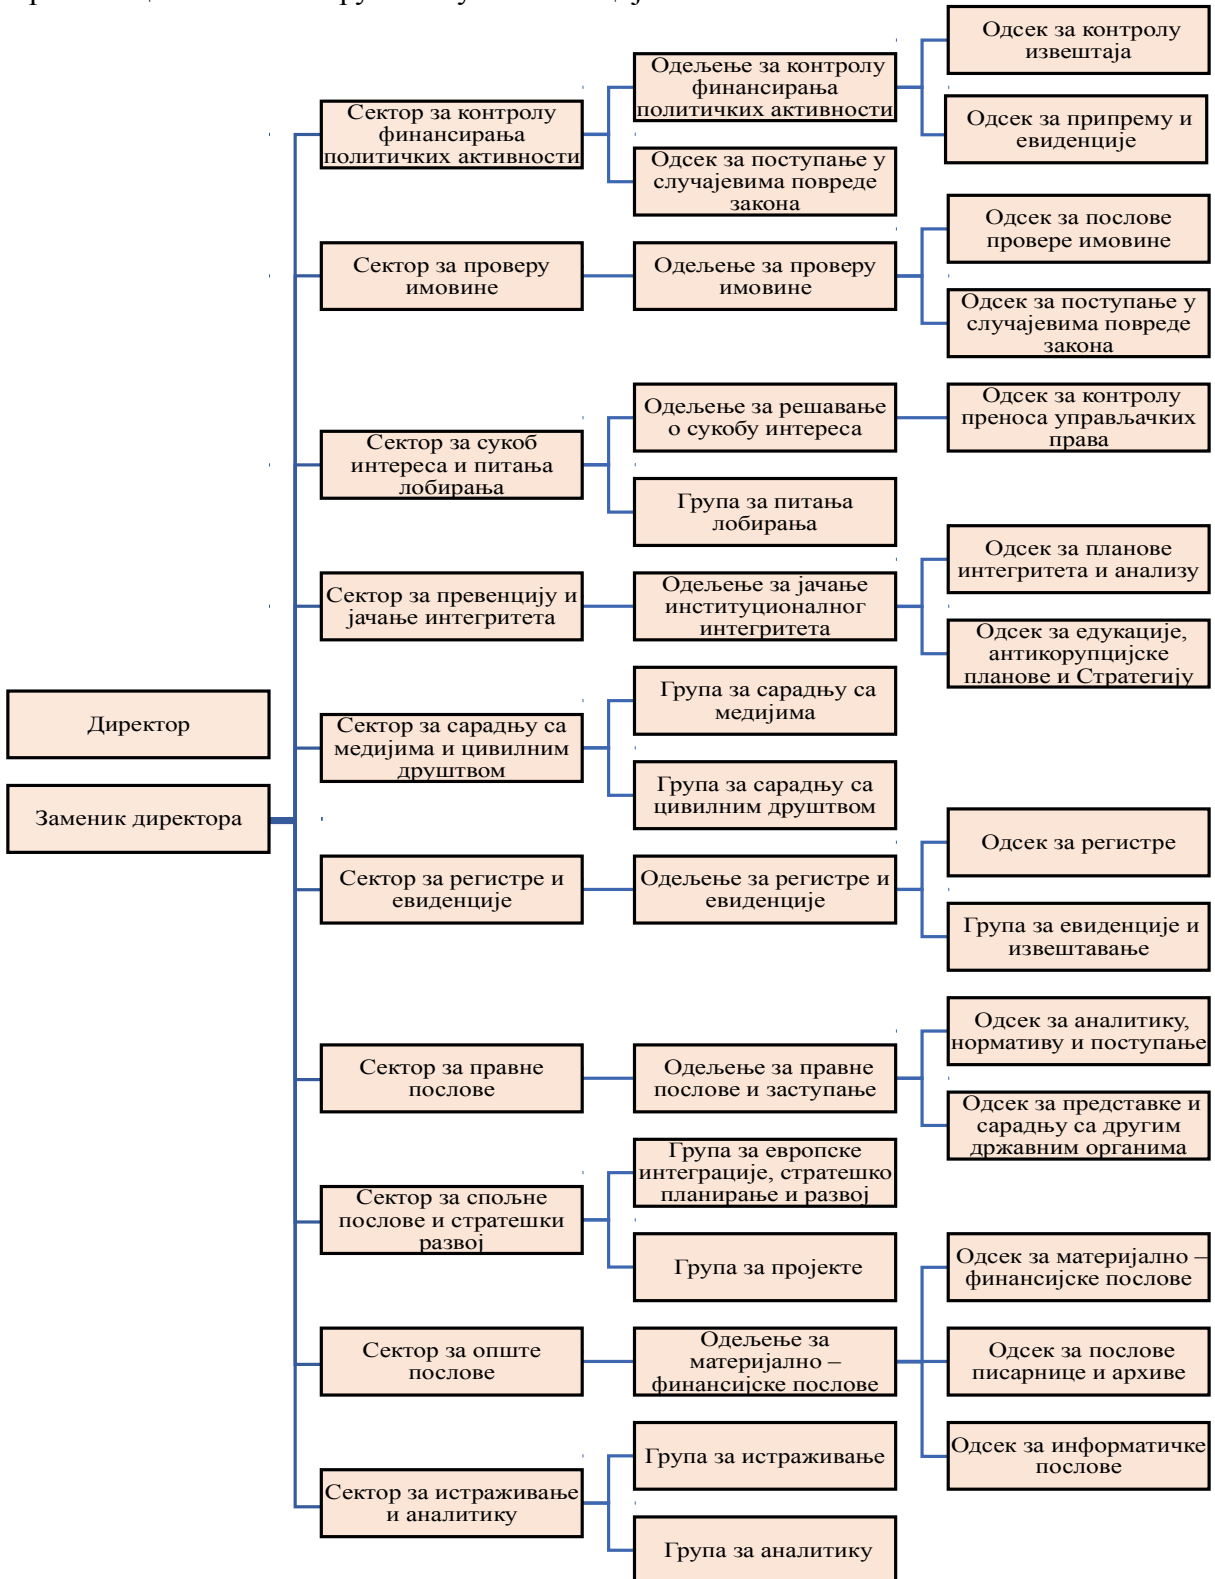 Одсек за контролу
извештаја
Одељење за контролу
финансирања
политичких активности
Сектор за контролу
финансирања
политичких активности
Одсек за припрему и
евиденције
Одсек за поступање у
случајевима повреде
закона
Одсек за послове
провере имовине
Сектор за проверу
имовине
Одељење за проверу
имовине
Одсек за поступање у
случајевима повреде
закона
Одељење за решавање
о сукобу интереса
Одсек за контролу
преноса управљачких
права
Сектор за сукоб
интереса и питања
лобирања
Група за питања
лобирања
Одсек за планове
интегритета и анализу
Сектор за превенцију и
јачање интегритета
Одељење за јачање
институционалног
интегритета
Одсек за едукације,
антикорупцијске
планове и Стратегију
Група за сарадњу са
медијима
Директор
Сектор за сарадњу са
медијима и цивилним
друштвом
Група за сарадњу са
цивилним друштвом
Заменик директора
Одсек за регистре
Сектор за регистре и
евиденције
Одељење за регистре и
евиденције
Група за евиденције и
извештавање
Одсек за аналитику,
нормативу и поступање
Сектор за правне
послове
Одељење за правне
послове и заступање
Одсек за представке и
сарадњу са другим
државним органима
Група за европске
интеграције, стратешко
планирање и развој
Сектор за спољне
послове и стратешки
развој
Група за пројекте
Одсек за материјално –
финансијске послове
Сектор за опште
послове
Одељење за
материјално –
финансијске послове
Одсек за послове
писарнице и архиве
Група за истраживање
Одсек за информатичке
послове
Сектор за истраживање
и аналитику
Група за аналитику